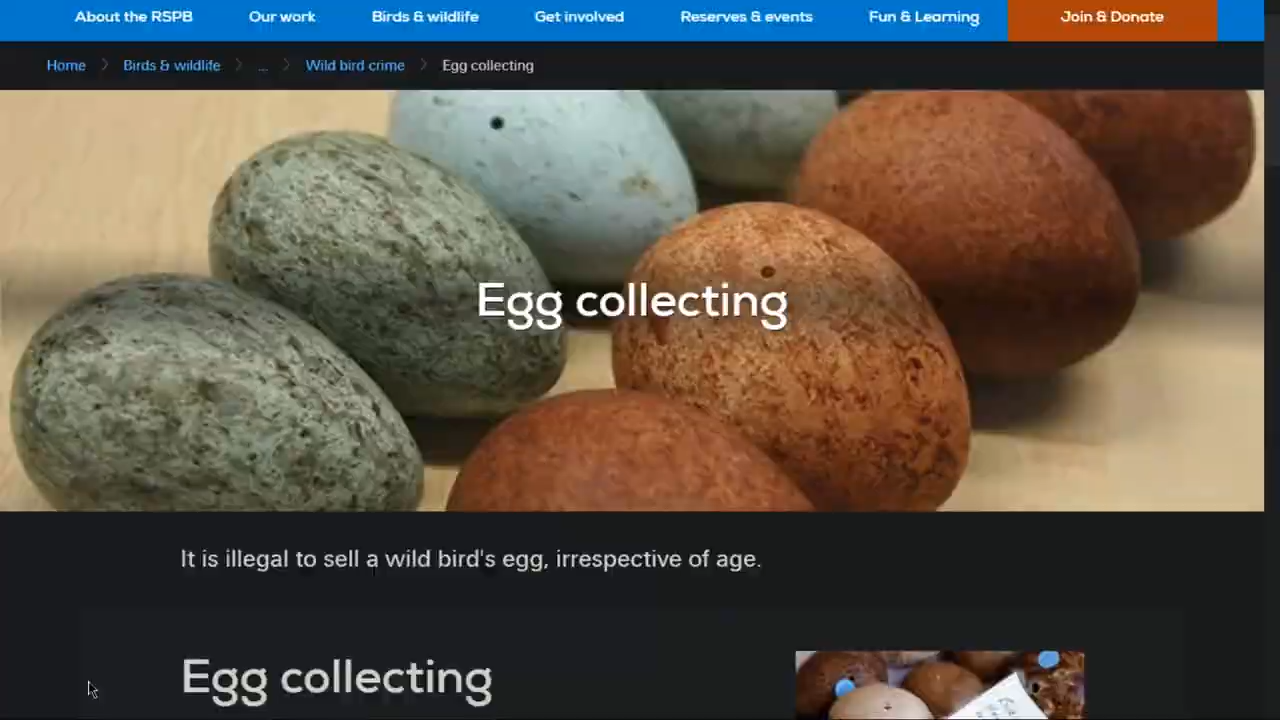 About the RSPB Our work Birds & wildlife Get involved Reserves & events Fun & Learning Join & Donate
Home Birds & wildlife ... Wild bird crime Egg collecting
Egg collecting
It is illegal to sell a wild bird's egg, irrespective of age.
Egg collecting